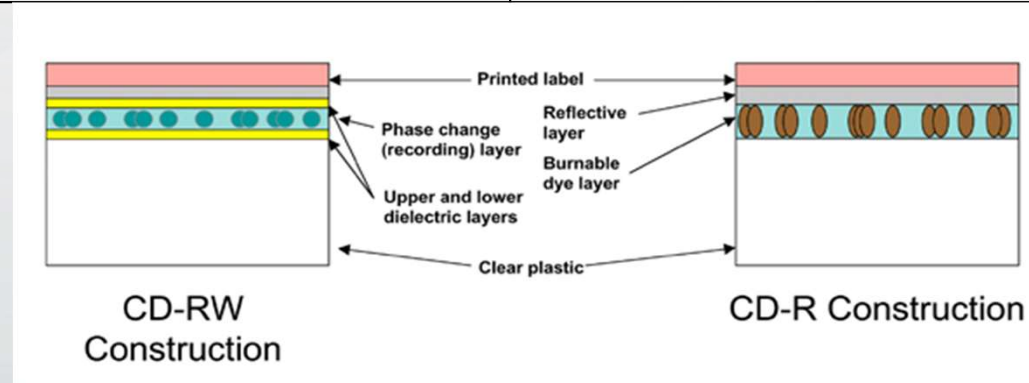 Printed label
Reflective
layer
Phase change
(recording) layer
Burnable
dye layer
Upper and lower
dielectric layers
Clear plastic
CD-RW
Construction
CD-R Construction